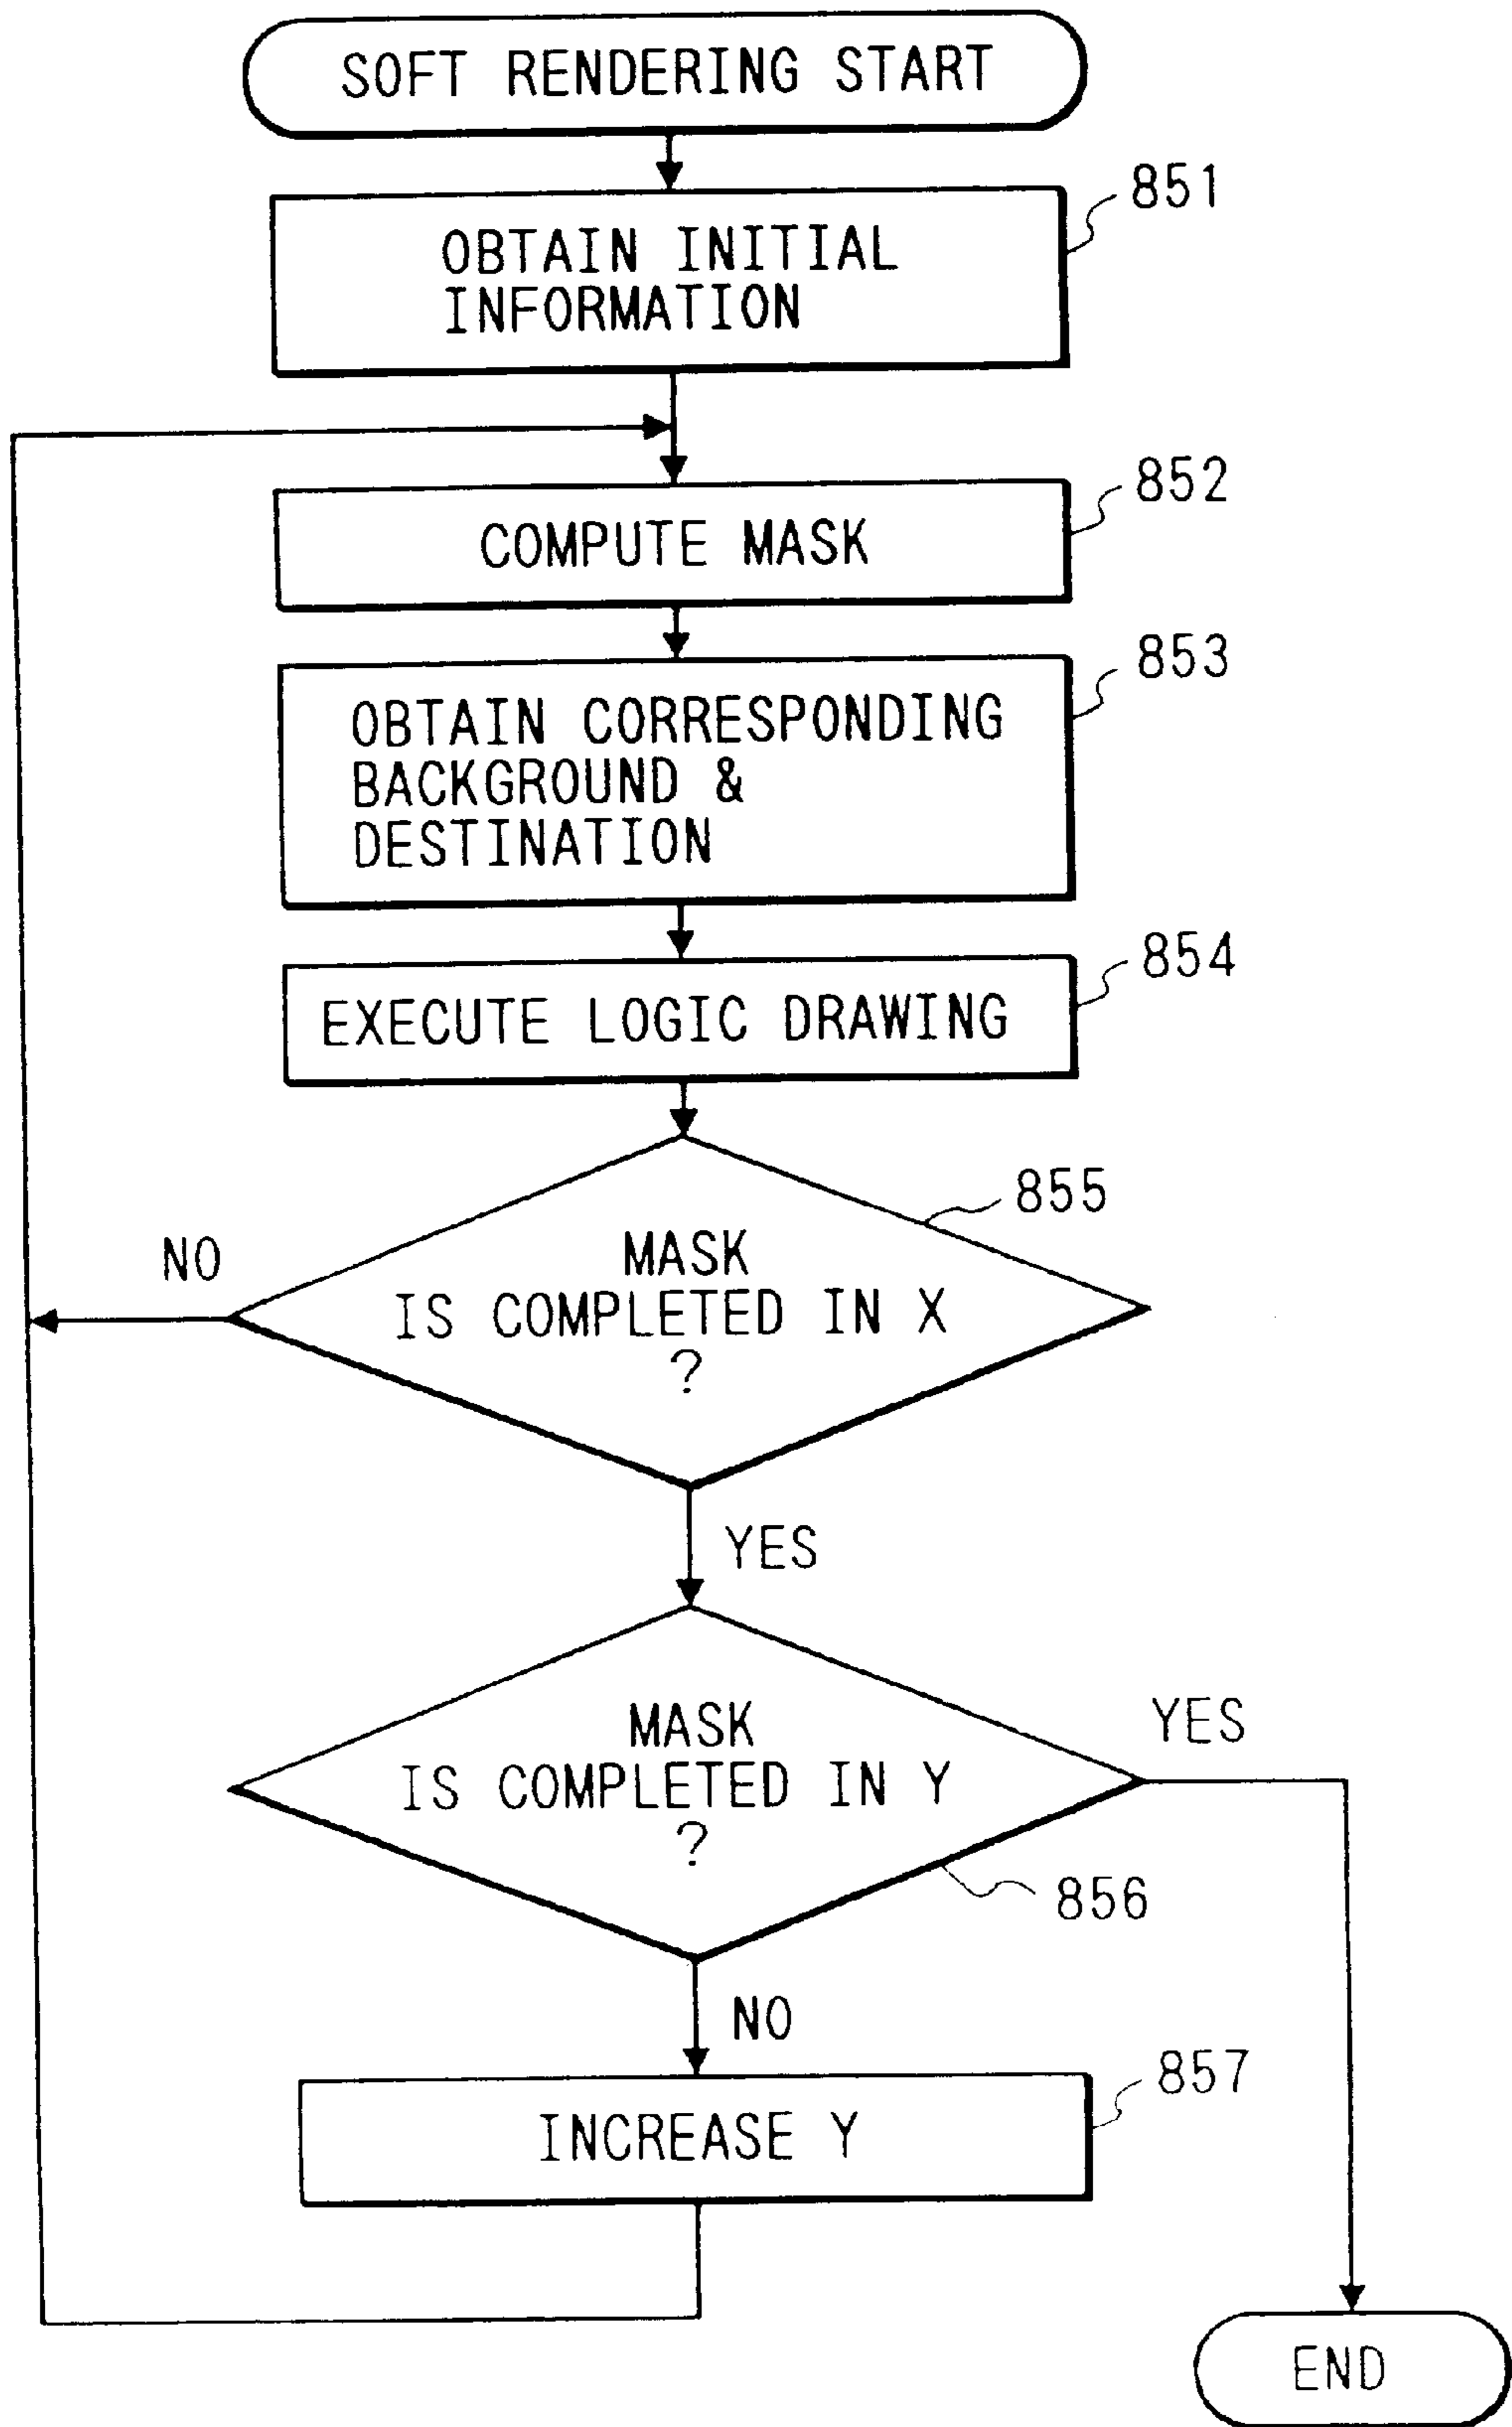 SOFT RENDERING START
851
OBTAIN INITIAL
INFORMATION
852
COMPUTE MASK
853
OBTAIN CORRESPONDING
BACKGROUND &
DESTINATION
854
EXECUTE LOGIC DRAWING
855
NO
MASK
IS COMPLETED IN X
?
YES
MASK
IS COMPLETED IN Y
?
YES
856
NO
857
INCREASE Y
END